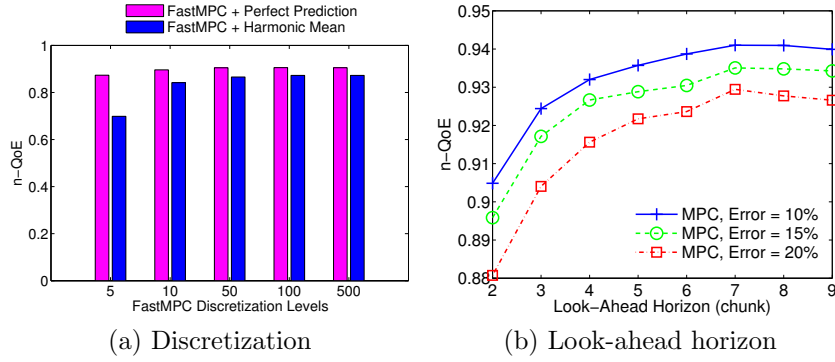 FastMPC + Perfect Prediction
FastMPC + Harmonic Mean
1
0.8
0.6
0.4
0.2
0
n-QoE
5 10 50 100 500
FastMPC Discretization Levels
(a) Discretization
0.95
0.94
0.93
0.92
0.91
0.9
0.89
0.88
n-QoE
MPC, Error = 10%
MPC, Error = 15%
MPC, Error = 20%
2 3 4 5 6 7 8 9
Look-Ahead Horizon (chunk)
(b) Look-ahead horizon